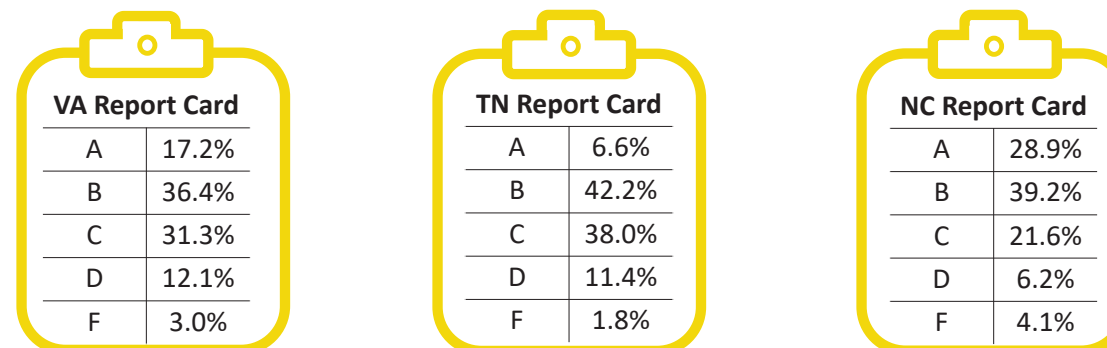 VA Report Card
A 17.2%
B 36.4%
C 31.3%
D 12.1%
F 3.0%
TN Report Card
A 6.6%
B 42.2%
C 38.0%
D 11.4%
F 1.8%
NC Report Card
A 28.9%
B 39.2%
C 21.6%
D 6.2%
F 4.1%